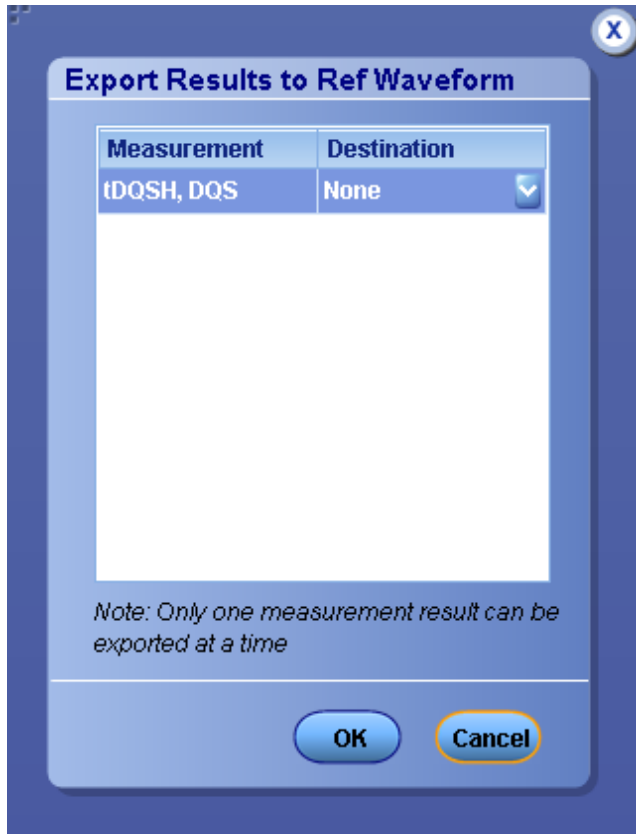 X
Export Results to Ref Waveform
Measurement Destination
tDQSH, DQS None
Note: Only one measurement result can be
exported at a time
OK Cancel